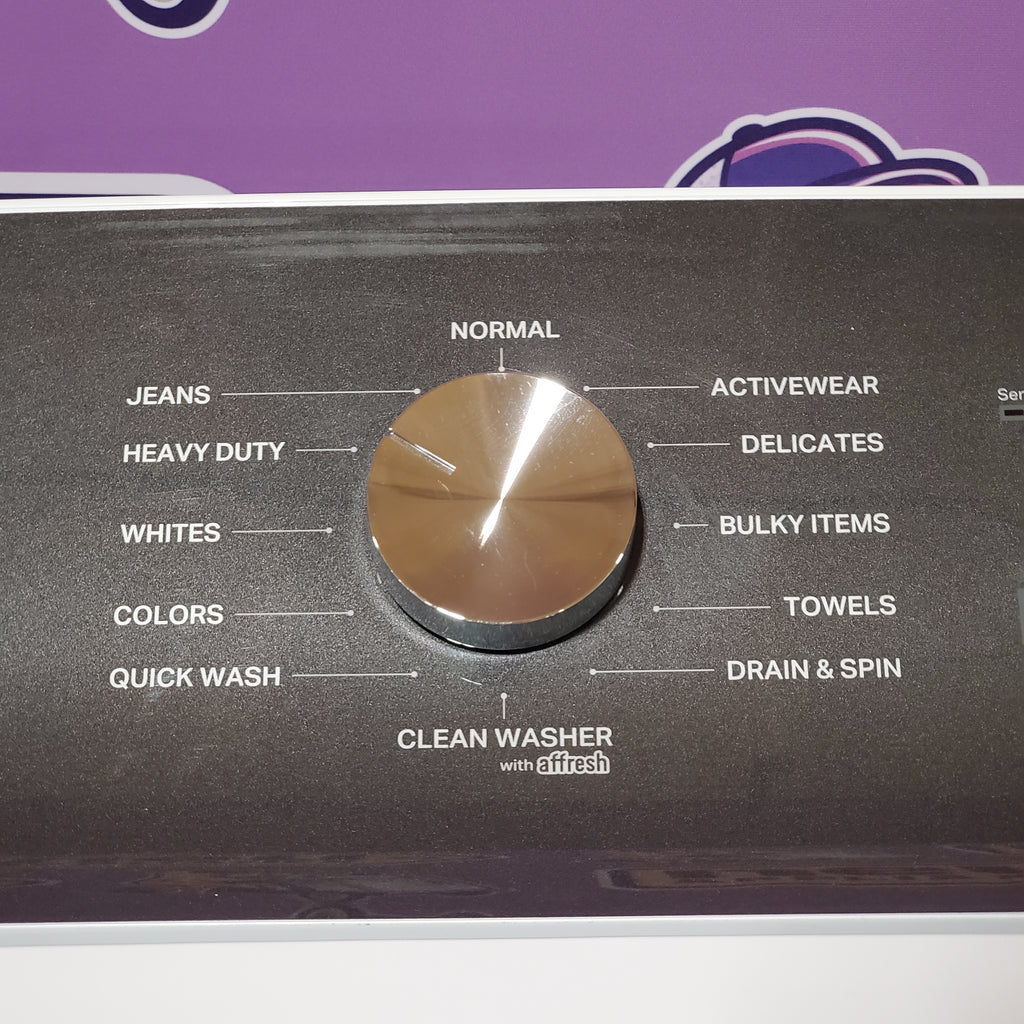 NORMAL
JEANS
ACTIVEWEAR
HEAVY DUTY
DELICATES
WHITES
BULKY ITEMS
COLORS
TOWELS
QUICK WASH
DRAIN & SPIN
CLEAN WASHER
with affresh